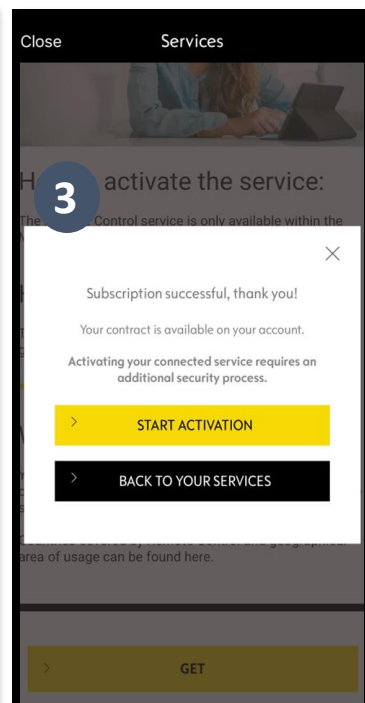 Close Services
H activate the service:
3
The Control service is only available within the
Subscription successful, thank you!
Your contract is available on your account.
Activating your connected service requires an
additional security process.
> START ACTIVATION
> BACK TO YOUR SERVICES
area of usage can be found here.
> GET